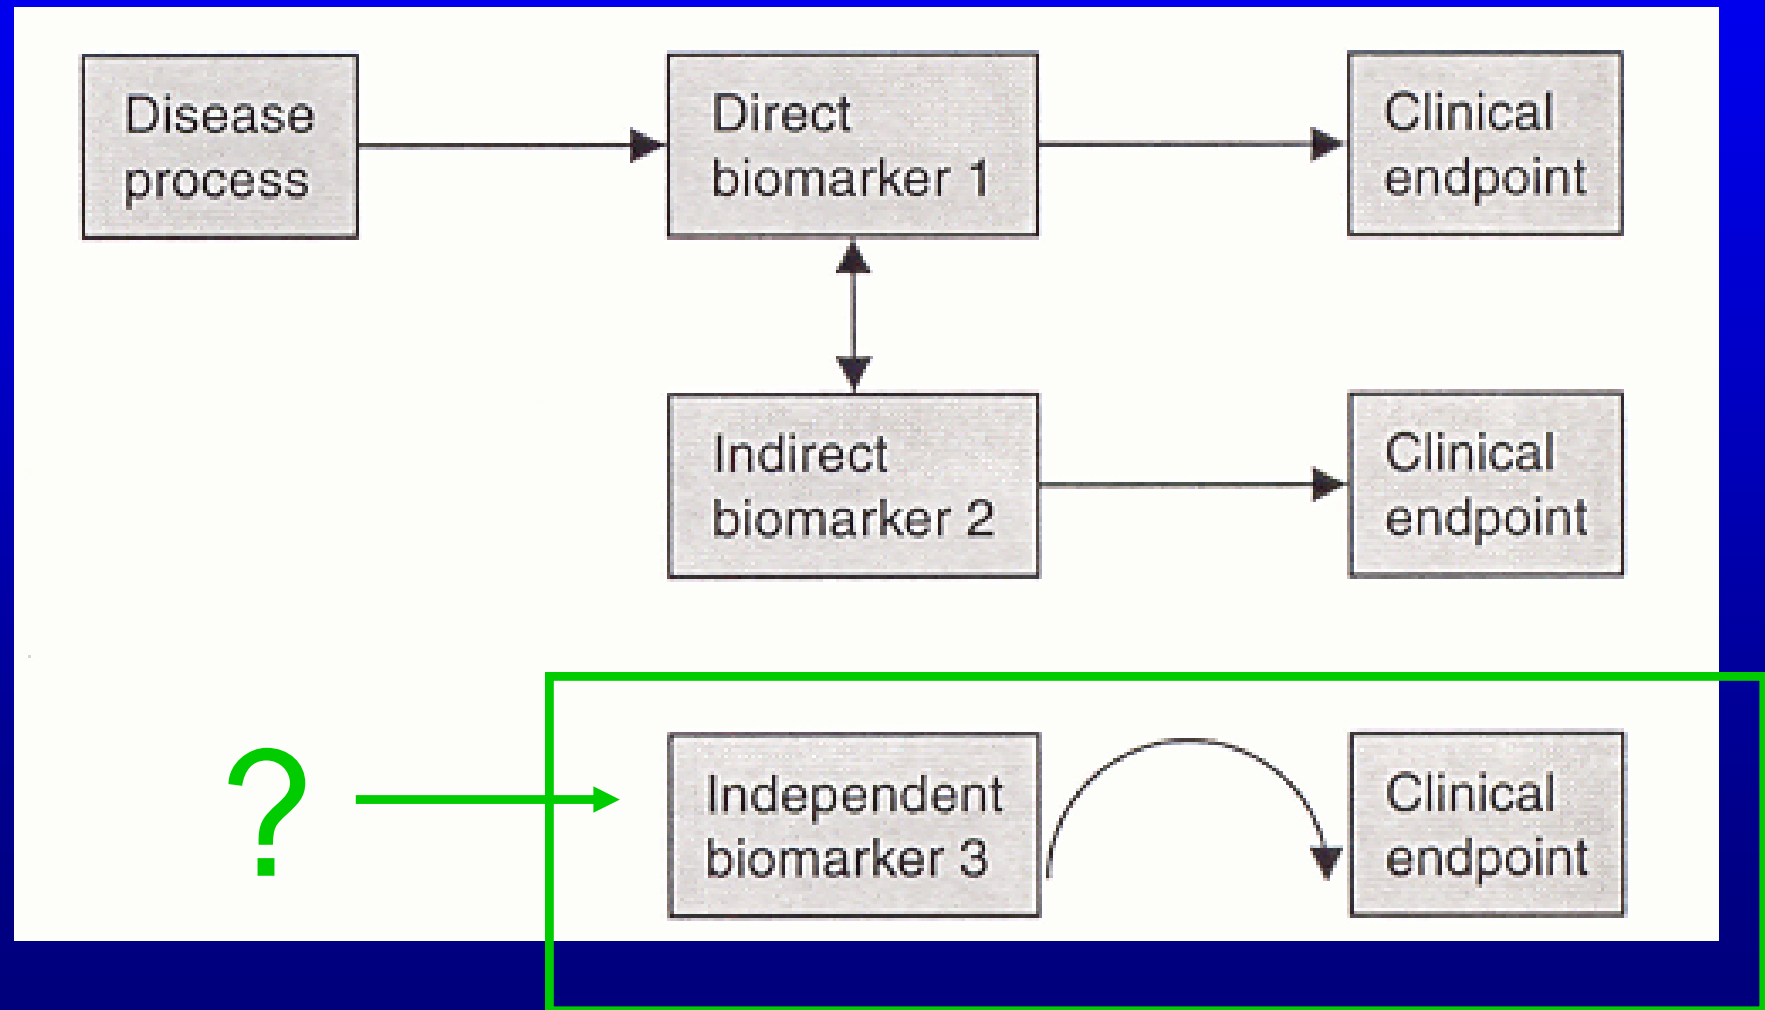 Disease
process
Direct
biomarker 1
Clinical
endpoint
Indirect
biomarker 2
Clinical
endpoint
?
Independent
biomarker 3
Clinical
endpoint